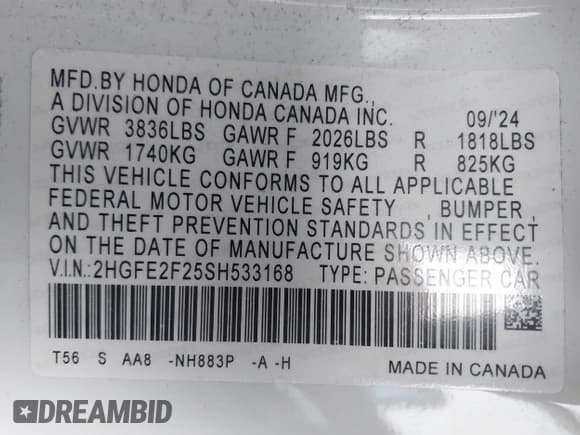 MFD.BY HONDA OF CANADA MFG.,
A DIVISION OF HONDA CANADA INC. 09/'24
GVWR 3836LBS GAWR F 2026LBS R 1818LBS
GVWR 1740KG GAWR F 919KG R 825KG
THIS VEHICLE CONFORMS TO ALL APPLICABLE
FEDERAL MOTOR VEHICLE SAFETY , BUMPER ,
AND THEFT PREVENTION STANDARDS IN EFFECT
ON THE DATE OF MANUFACTURE SHOWN ABOVE.
V.I.N.:2HGFE2F25SH533168 TYPE: PASSENGER CAR
T56 S AA8 -NH883P -A -H
MADE IN CANADA
DREAMBID